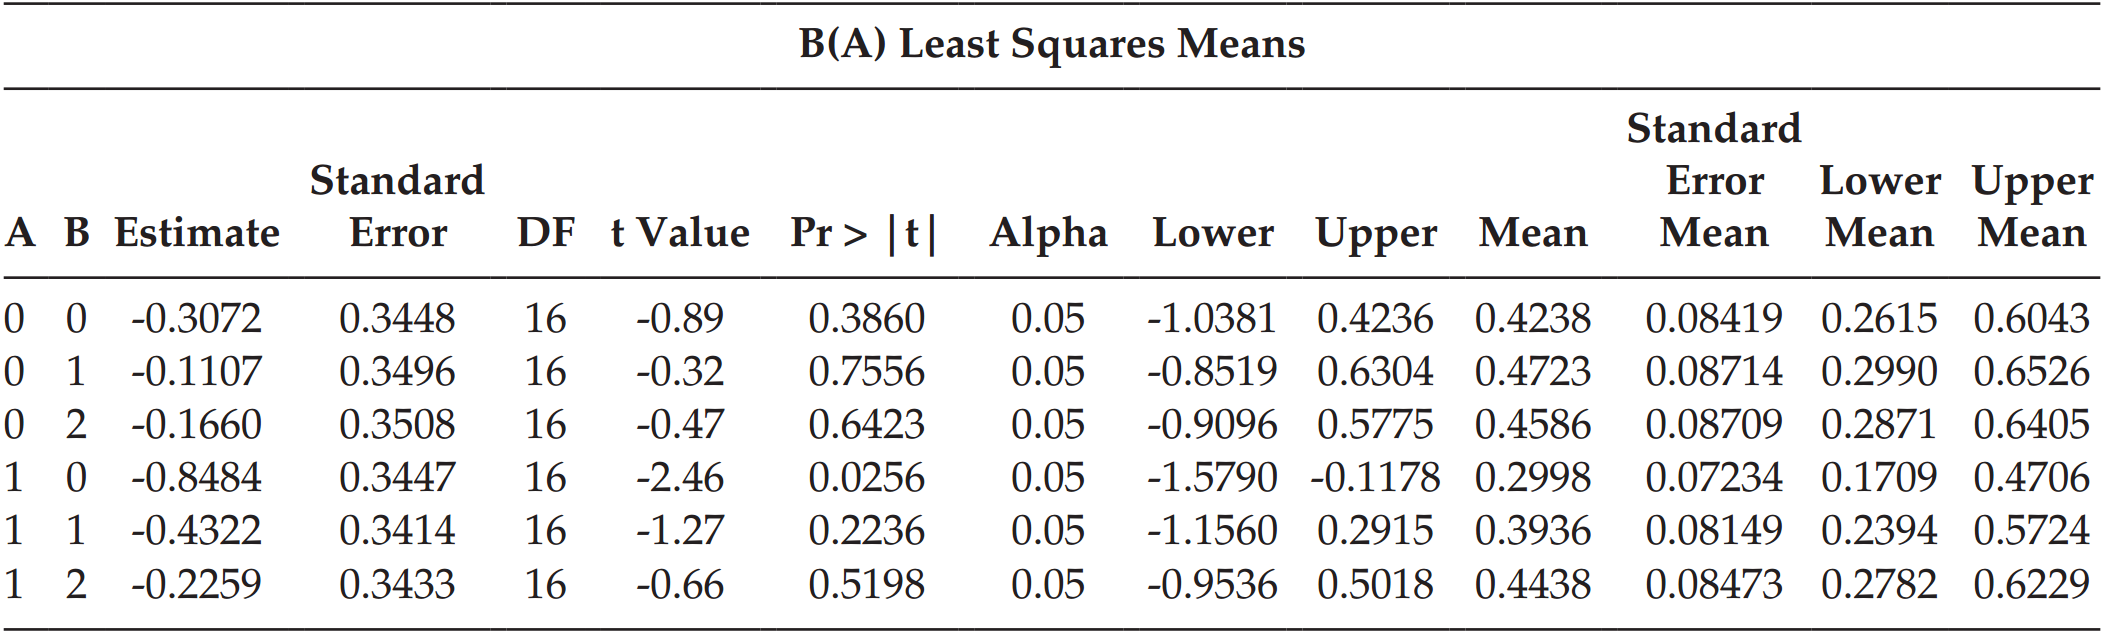 B(A) Least Squares Means
Standard
Standard Error Lower Upper
A B Estimate Error DF t Value Pr > |t| Alpha Lower Upper Mean Mean Mean Mean
0 0 -0.3072 0.3448 16 -0.89 0.3860 0.05 -1.0381 0.4236 0.4238 0.08419 0.2615 0.6043
0 1 -0.1107 0.3496 16 -0.32 0.7556 0.05 -0.8519 0.6304 0.4723 0.08714 0.2990 0.6526
0 2 -0.1660 0.3508 16 -0.47 0.6423 0.05 -0.9096 0.5775 0.4586 0.08709 0.2871 0.6405
1 0 -0.8484 0.3447 16 -2.46 0.0256 0.05 -1.5790 -0.1178 0.2998 0.07234 0.1709 0.4706
1 1 -0.4322 0.3414 16 -1.27 0.2236 0.05 -1.1560 0.2915 0.3936 0.08149 0.2394 0.5724
1 2 -0.2259 0.3433 16 -0.66 0.5198 0.05 -0.9536 0.5018 0.4438 0.08473 0.2782 0.6229